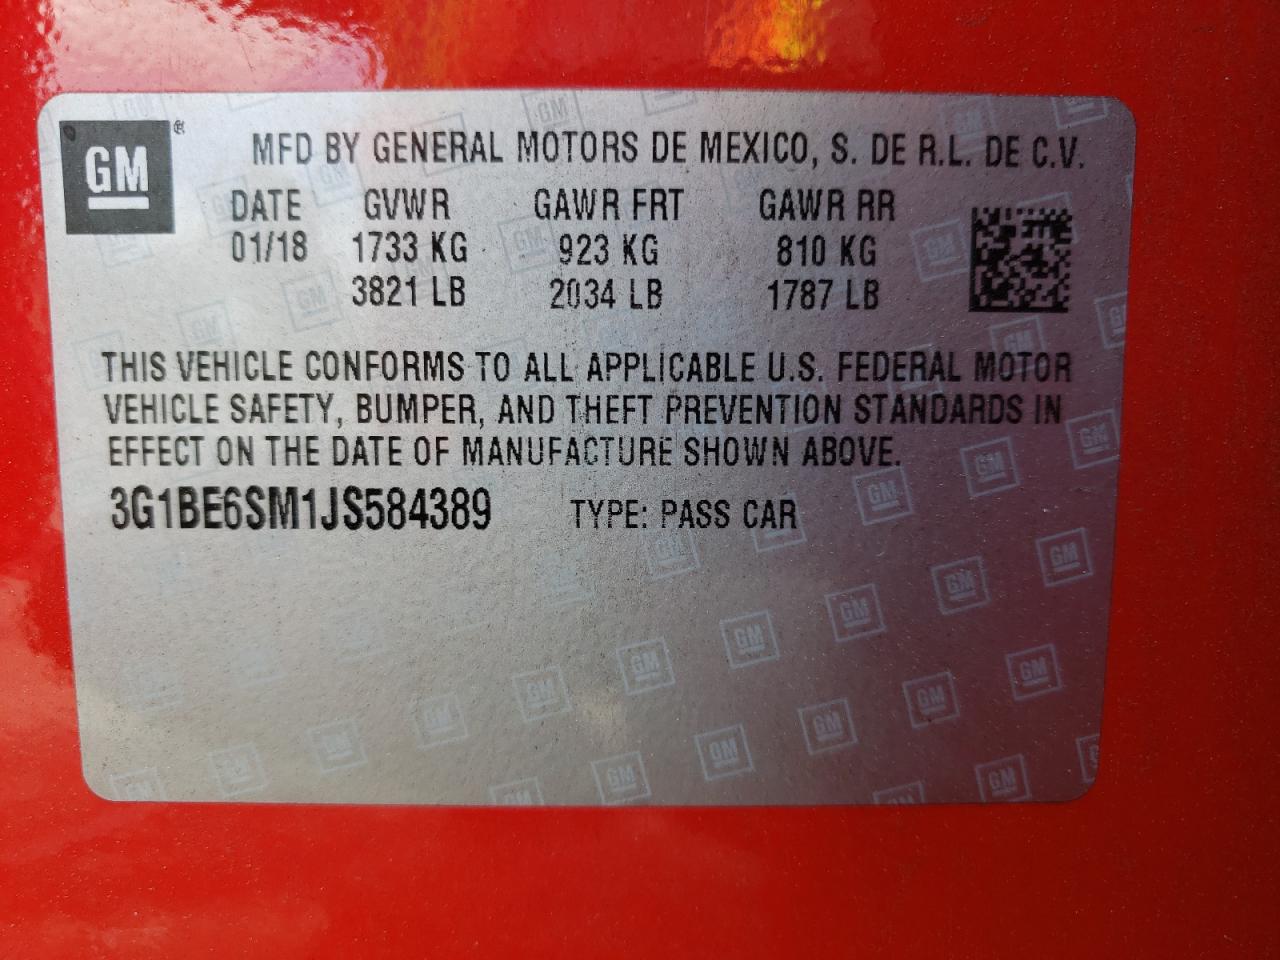 GM ®
MFD BY GENERAL MOTORS DE MEXICO, S. DE R.L. DE C.V.
DATE GVWR GAWR FRT GAWR RR
01/18 1733 KG 923 KG 810 KG
3821 LB 2034 LB 1787 LB
THIS VEHICLE CONFORMS TO ALL APPLICABLE U.S. FEDERAL MOTOR
VEHICLE SAFETY, BUMPER, AND THEFT PREVENTION STANDARDS IN
EFFECT ON THE DATE OF MANUFACTURE SHOWN ABOVE.
3G1BE6SM1JS584389 TYPE: PASS CAR